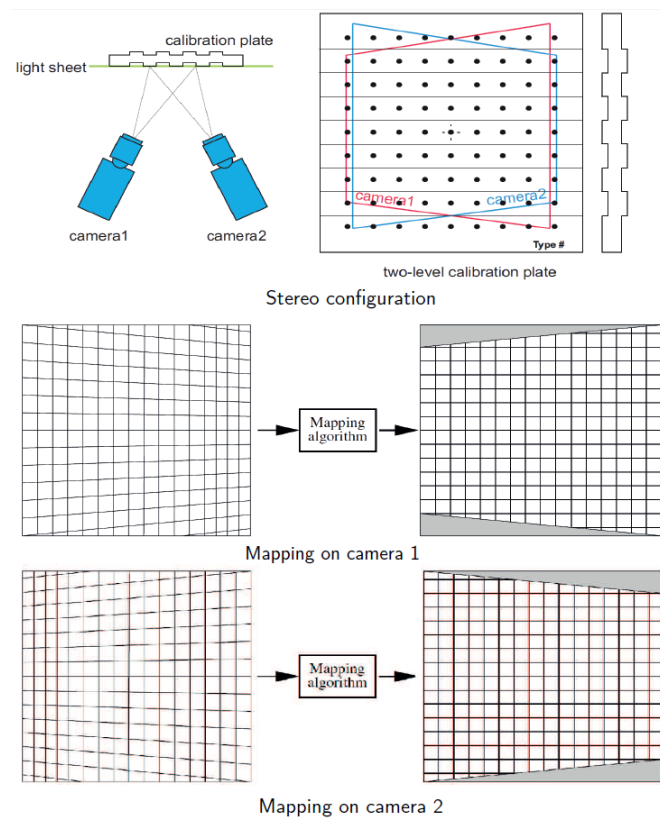 calibration plate
light sheet
camera1
camera2
camera1
camera2
Type #
two-level calibration plate
Stereo configuration
Mapping
algorithm
Mapping on camera 1
Mapping
algorithm
Mapping on camera 2